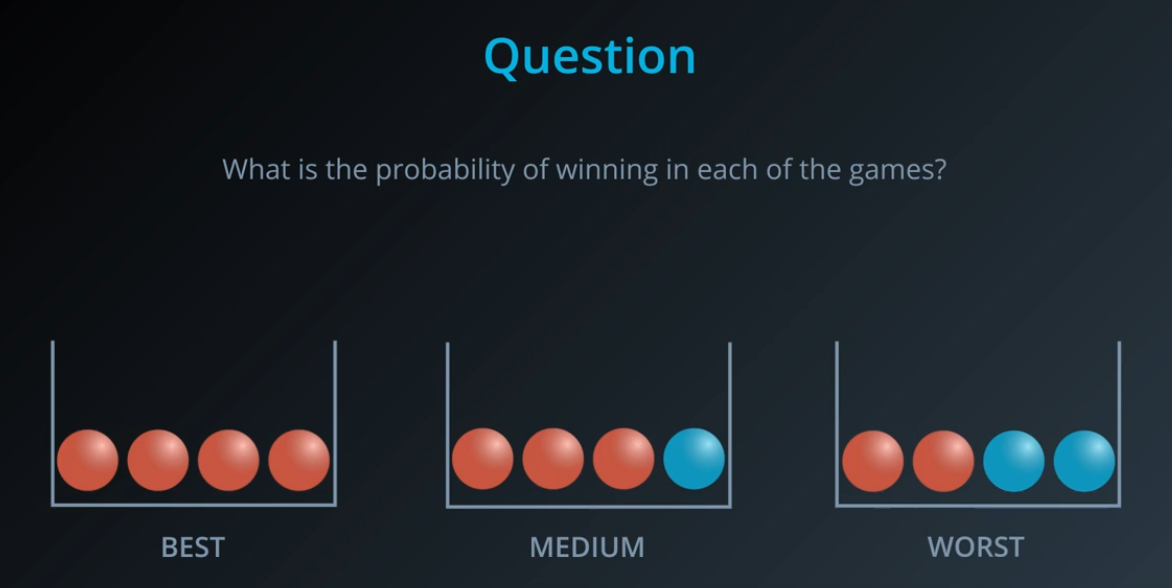 Question
What is the probability of winning in each of the games?
BEST
MEDIUM
WORST